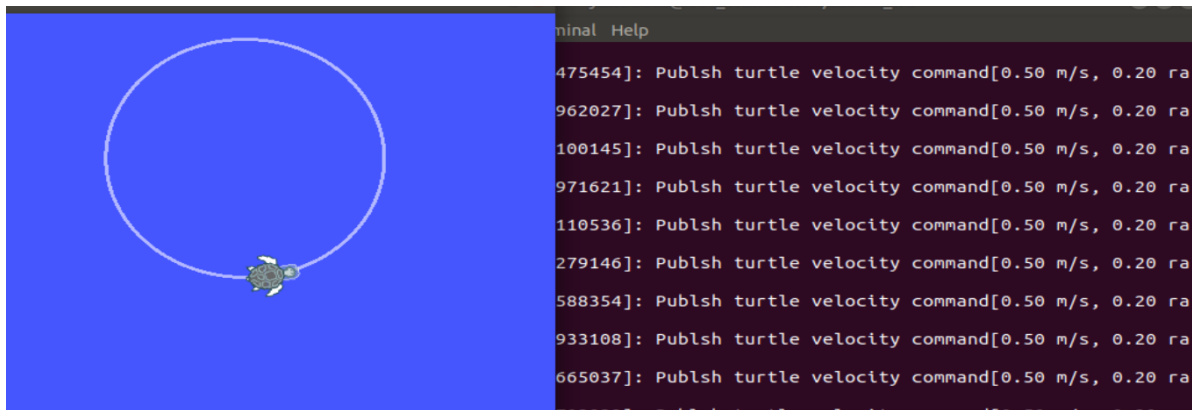 Help
475454]: Publsh turtle velocity command[0.50 m/s, 0.20 ra
962027]: Publsh turtle velocity command[0.50 m/s, 0.20 ra
100145]: Publsh turtle velocity command[0.50 m/s, 0.20 ra
971621]: Publsh turtle velocity command[0.50 m/s, 0.20 ra
110536]: Publsh turtle velocity command[0.50 m/s, 0.20 ra
279146]: Publsh turtle velocity command[0.50 m/s, 0.20 ra
588354]: Publsh turtle velocity command[0.50 m/s, 0.20 ra
933108]: Publsh turtle velocity command[0.50 m/s, 0.20 ra
665037]: Publsh turtle velocity command[0.50 m/s, 0.20 ra